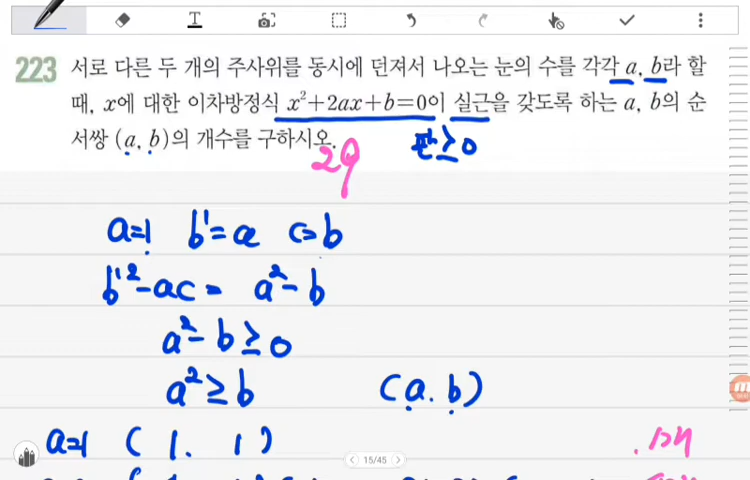 223 서로 다른 두 개의 주사위를 동시에 던져서 나오는 눈의 수를 각각 a, b라 할
때, x에 대한 이차방정식 x²+2ax+b=0이 실근을 갖도록 하는 a, b의 순
서쌍 (a, b)의 개수를 구하시오.
29
판≥0
a=1 b'=a c=b
b'²-ac = a²-b
a²-b≥0
a²≥b (a. b)
a=1 ( 1. 1 )
15/45